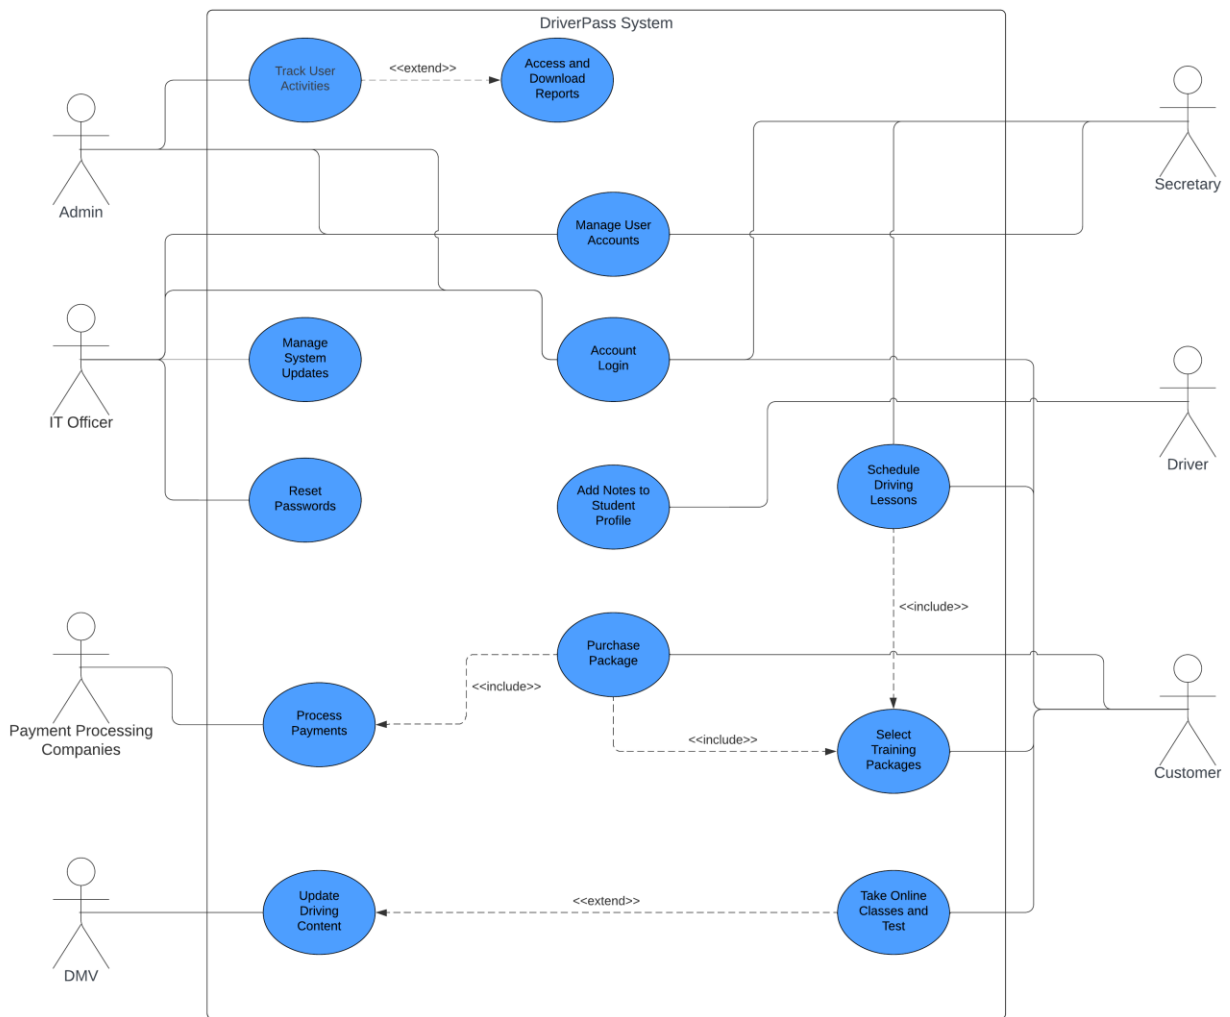 DriverPass System
Track User
Activities
<<extend>>
Access and
Download
Reports
Admin
Secretary
Manage User
Accounts
Manage
System
Updates
Account
Login
IT Officer
Driver
Reset
Passwords
Add Notes to
Student
Profile
Schedule
Driving
Lessons
<<include>>
Purchase
Package
<<include>>
Payment Processing
Companies
Process
Payments
<<include>>
Select
Training
Packages
Customer
Update
Driving
Content
<<extend>>
Take Online
Classes and
Test
DMV